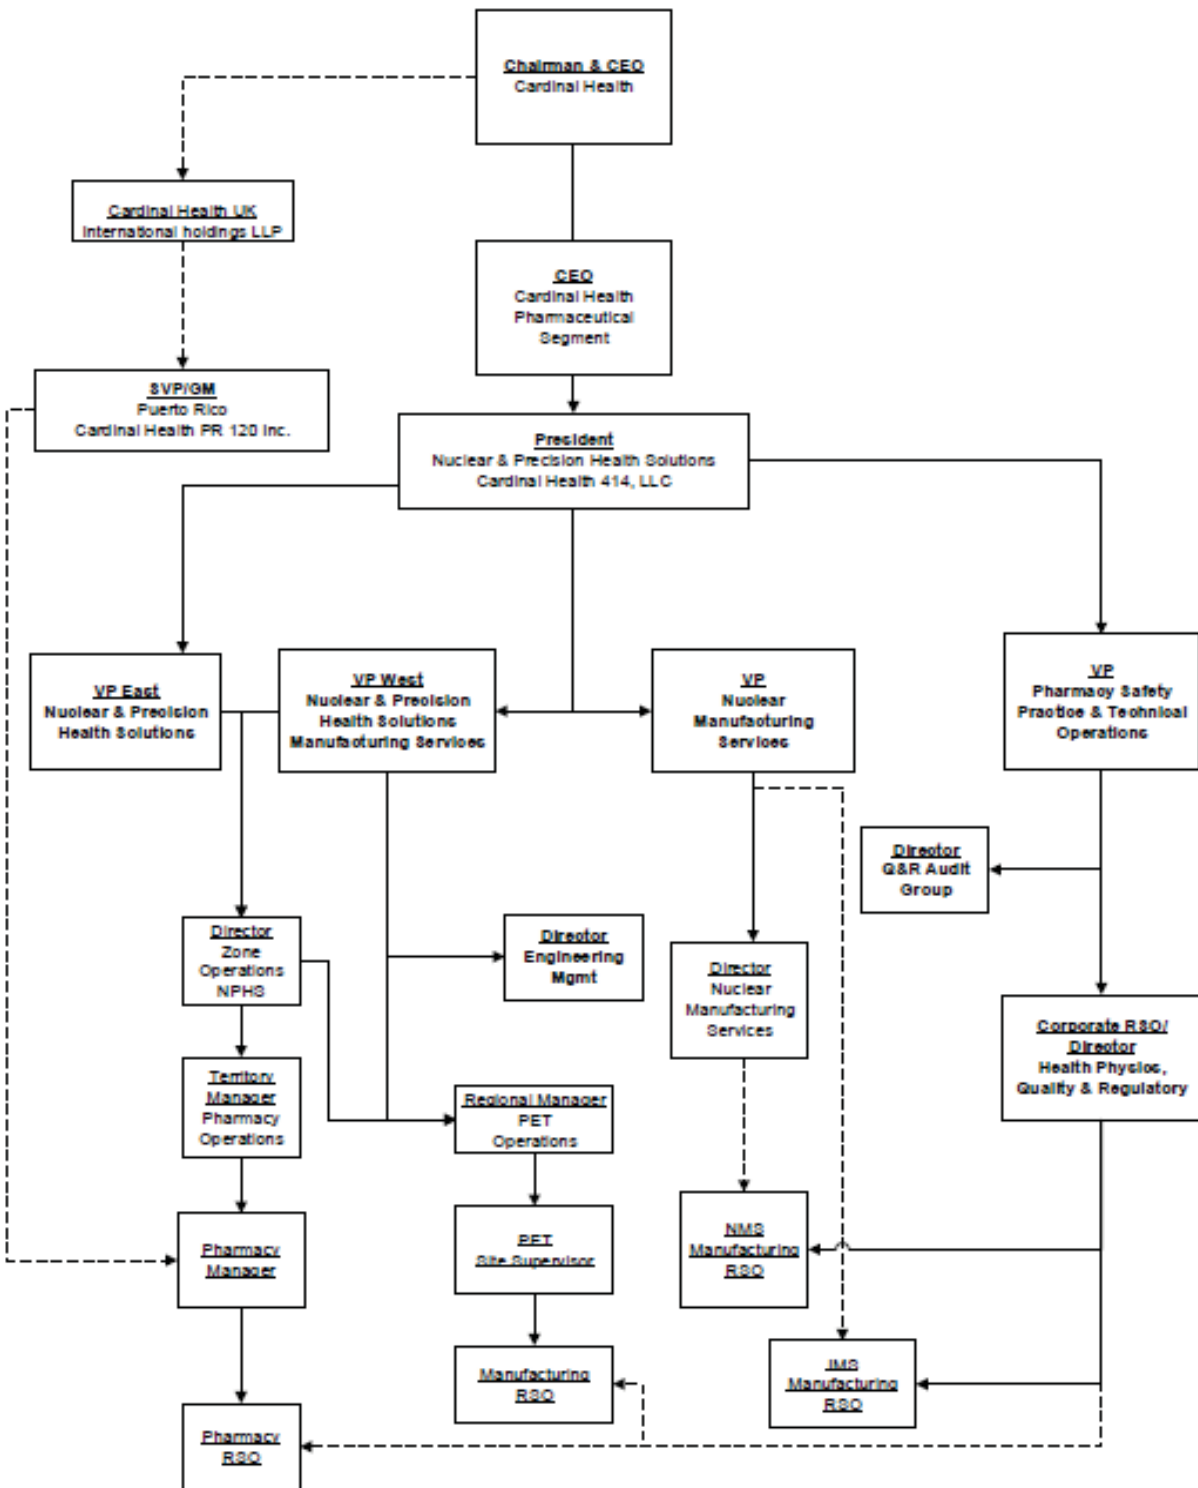 Chairman & CEO
Cardinal Health
Cardinal Health UK
International holdings LLP
CEO
Cardinal Health
Pharmaceutical
Segment
SVP/GM
Puerto Rico
Cardinal Health PR 120 Inc.
President
Nuclear & Precision Health Solutions
Cardinal Health 414, LLC
VP East
Nuclear & Precision
Health Solutions
VP West
Nuclear & Precision
Health Solutions
Manufacturing Services
VP
Nuclear
Manufacturing
Services
VP
Pharmacy Safety
Practice & Technical
Operations
Director
Q&R Audit
Group
Director
Zone
Operations
NPHS
Director
Engineering
Mgmt
Director
Nuclear
Manufacturing
Services
Corporate RSO/
Director
Health Physics,
Quality & Regulatory
Territory
Manager
Pharmacy
Operations
Regional Manager
PET
Operations
Pharmacy
Manager
PET
Site Supervisor
NMS
Manufacturing
RSO
Manufacturing
RSO
IMS
Manufacturing
RSO
Pharmacy
RSO